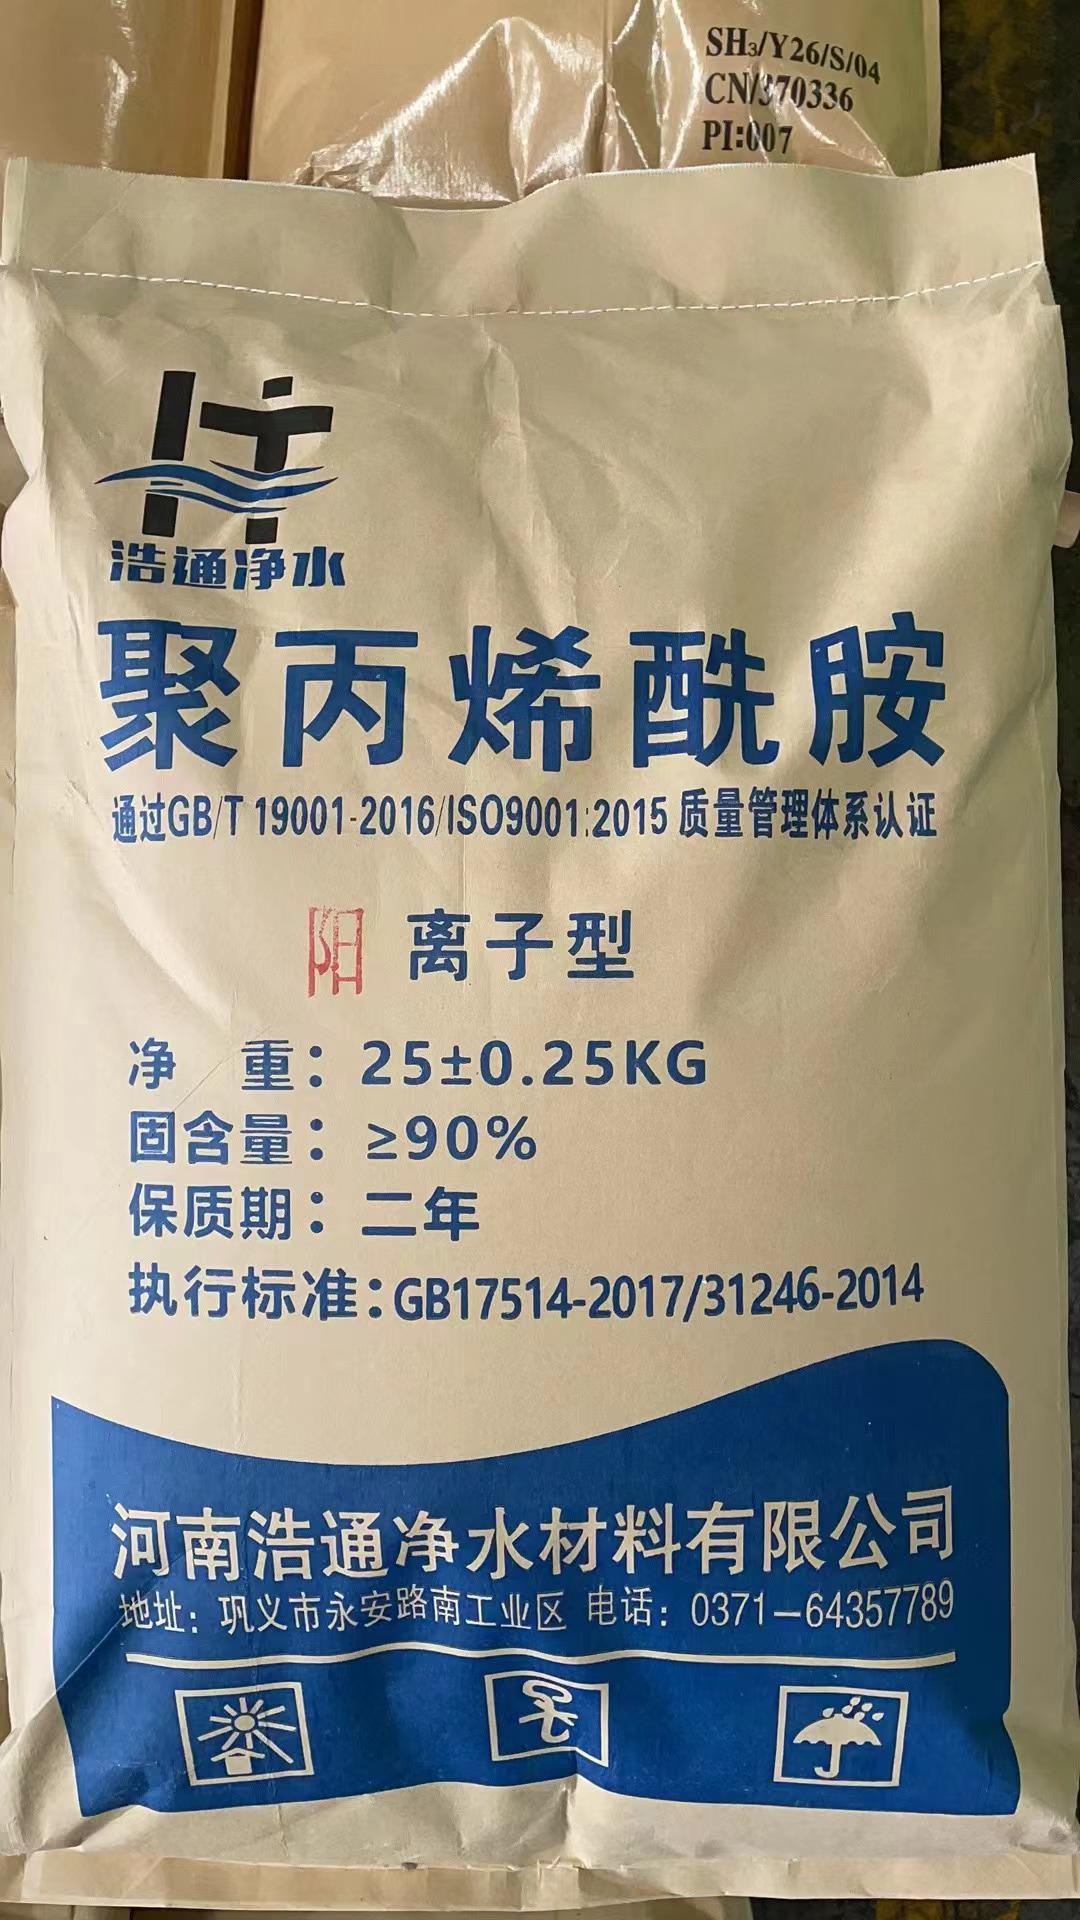 SH3/Y26/S/04
CN/370336
PI:007
浩通净水
聚丙烯酰胺
通过GB/T 19001-2016/ISO9001:2015 质量管理体系认证
阳 离子型
净 重：25±0.25KG
固含量：≥90%
保质期：二年
执行标准：GB17514-2017/31246-2014
河南浩通净水材料有限公司
地址：巩义市永安路南工业区 电话：0371-64357789